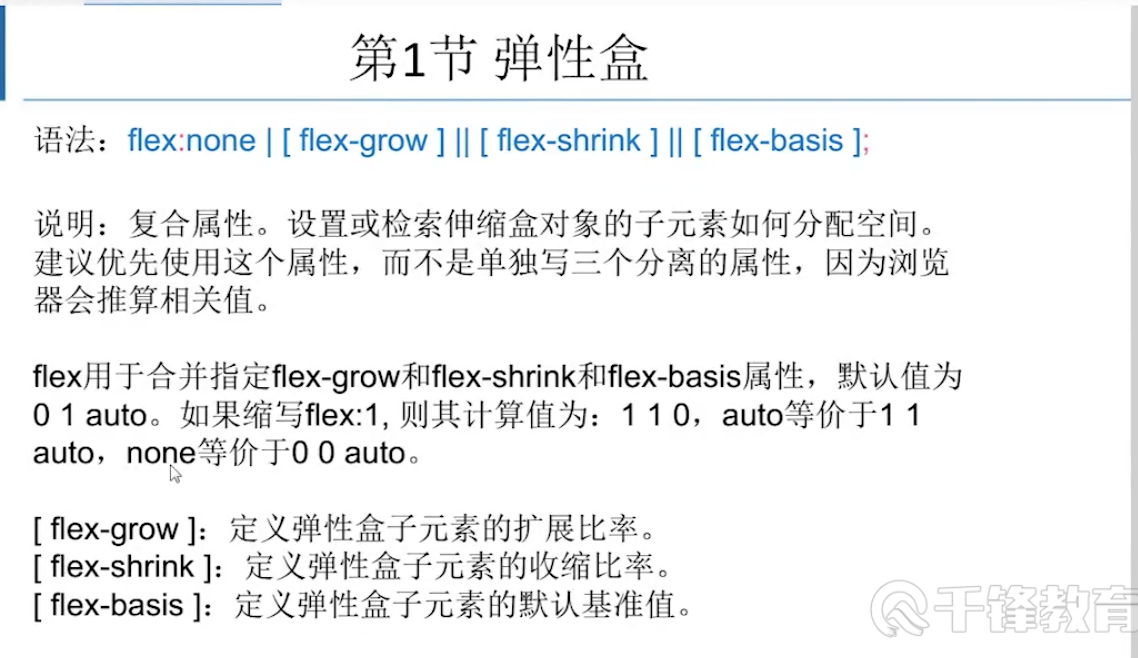 第1节 弹性盒
语法：flex:none | [ flex-grow ] || [ flex-shrink ] || [ flex-basis ];
说明：复合属性。设置或检索伸缩盒对象的子元素如何分配空间。
建议优先使用这个属性，而不是单独写三个分离的属性，因为浏览
器会推算相关值。
flex用于合并指定flex-grow和flex-shrink和flex-basis属性，默认值为
0 1 auto。如果缩写flex:1, 则其计算值为：1 1 0，auto等价于1 1
auto，none等价于0 0 auto。
[ flex-grow ]：定义弹性盒子元素的扩展比率。
[ flex-shrink ]：定义弹性盒子元素的收缩比率。
[ flex-basis ]：定义弹性盒子元素的默认基准值。
千锋教育